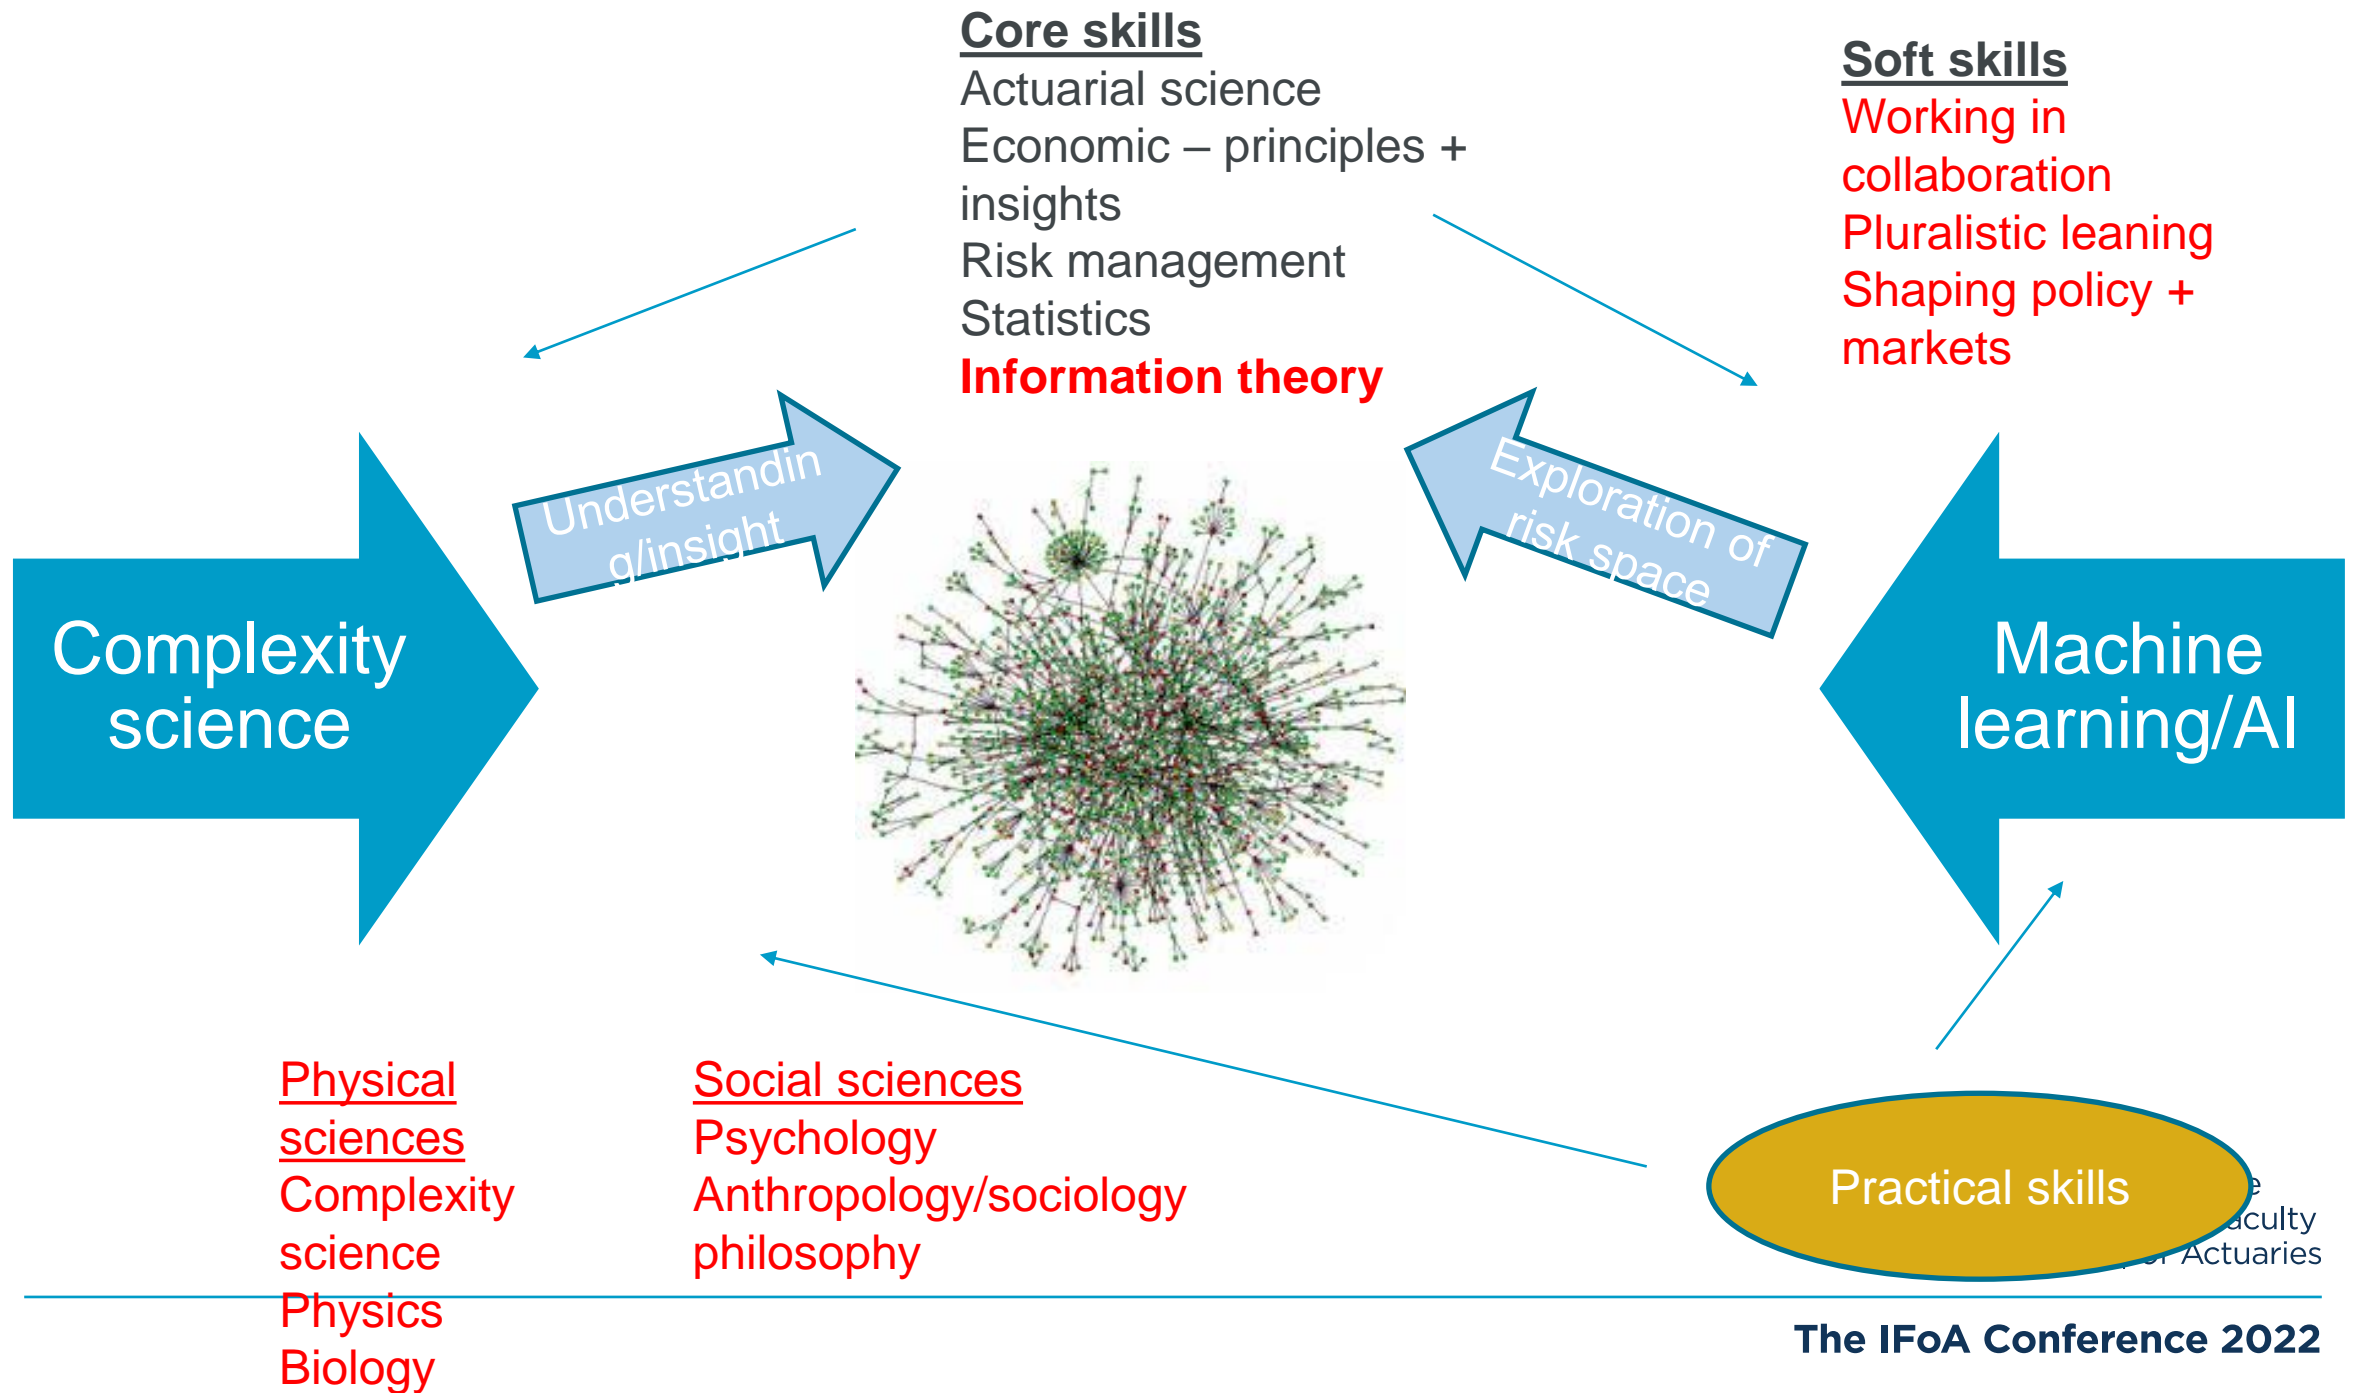 Core skills
Actuarial science
Economic – principles +
insights
Risk management
Statistics
Information theory
Soft skills
Working in
collaboration
Pluralistic leaning
Shaping policy +
markets
Understandin
g/insight
Exploration of
risk space
Complexity
science
Machine
learning/AI
Physical
sciences
Complexity
science
Physics
Biology
Social sciences
Psychology
Anthropology/sociology
philosophy
Practical skills
Actuaries
The IFoA Conference 2022